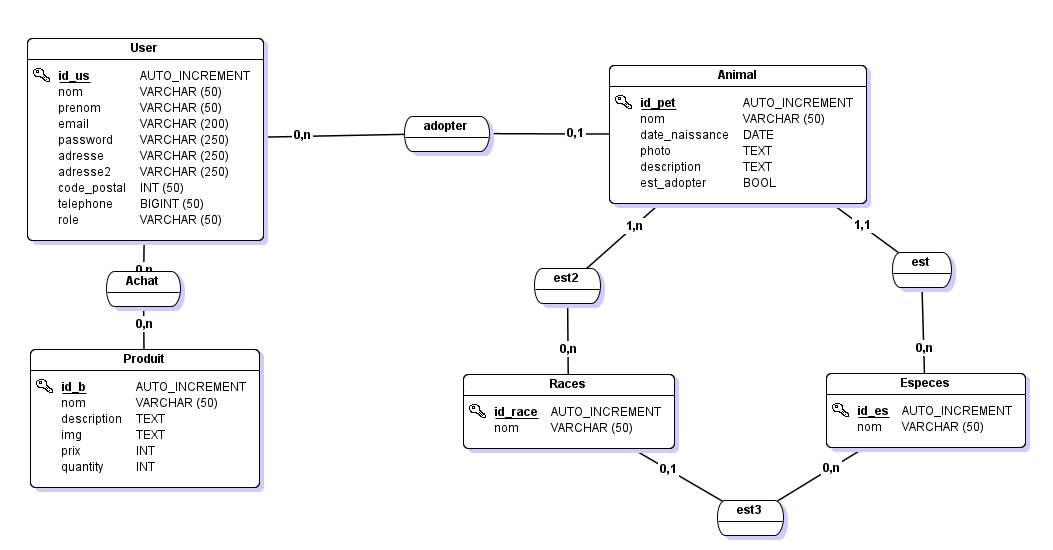 User
id_us AUTO_INCREMENT
nom VARCHAR (50)
prenom VARCHAR (50)
email VARCHAR (200)
password VARCHAR (250)
adresse VARCHAR (250)
adresse2 VARCHAR (250)
code_postal INT (50)
telephone BIGINT (50)
role VARCHAR (50)
0,n
adopter
0,1
Animal
id_pet AUTO_INCREMENT
nom VARCHAR (50)
date_naissance DATE
photo TEXT
description TEXT
est_adopter BOOL
0,n
Achat
0,n
Produit
id_b AUTO_INCREMENT
nom VARCHAR (50)
description TEXT
img TEXT
prix INT
quantity INT
1,n
est2
0,n
1,1
est
0,n
Races
id_race AUTO_INCREMENT
nom VARCHAR (50)
Especes
id_es AUTO_INCREMENT
nom VARCHAR (50)
0,1
est3
0,n